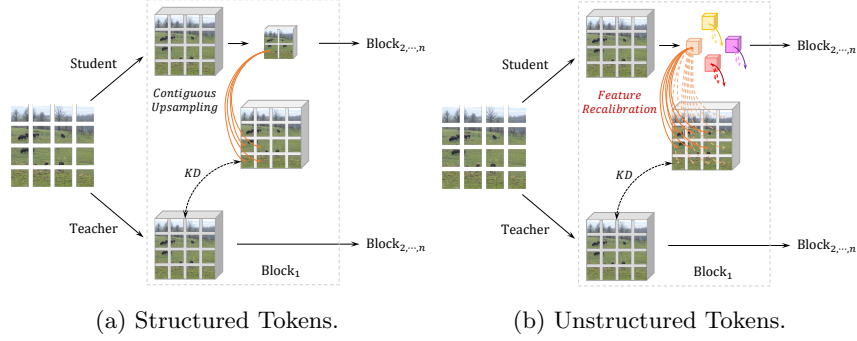 Student
Contiguous
Upsampling
Block2,⋯,n
KD
Teacher
Block1
Block2,⋯,n
(a) Structured Tokens.
Student
Feature
Recalibration
Block2,⋯,n
KD
Teacher
Block1
Block2,⋯,n
(b) Unstructured Tokens.